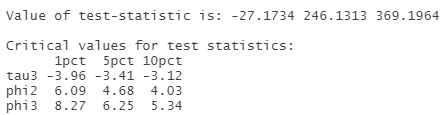 Value of test-statistic is: -27.1734 246.1313 369.1964
Critical values for test statistics:
1pct 5pct 10pct
tau3 -3.96 -3.41 -3.12
phi2 6.09 4.68 4.03
phi3 8.27 6.25 5.34